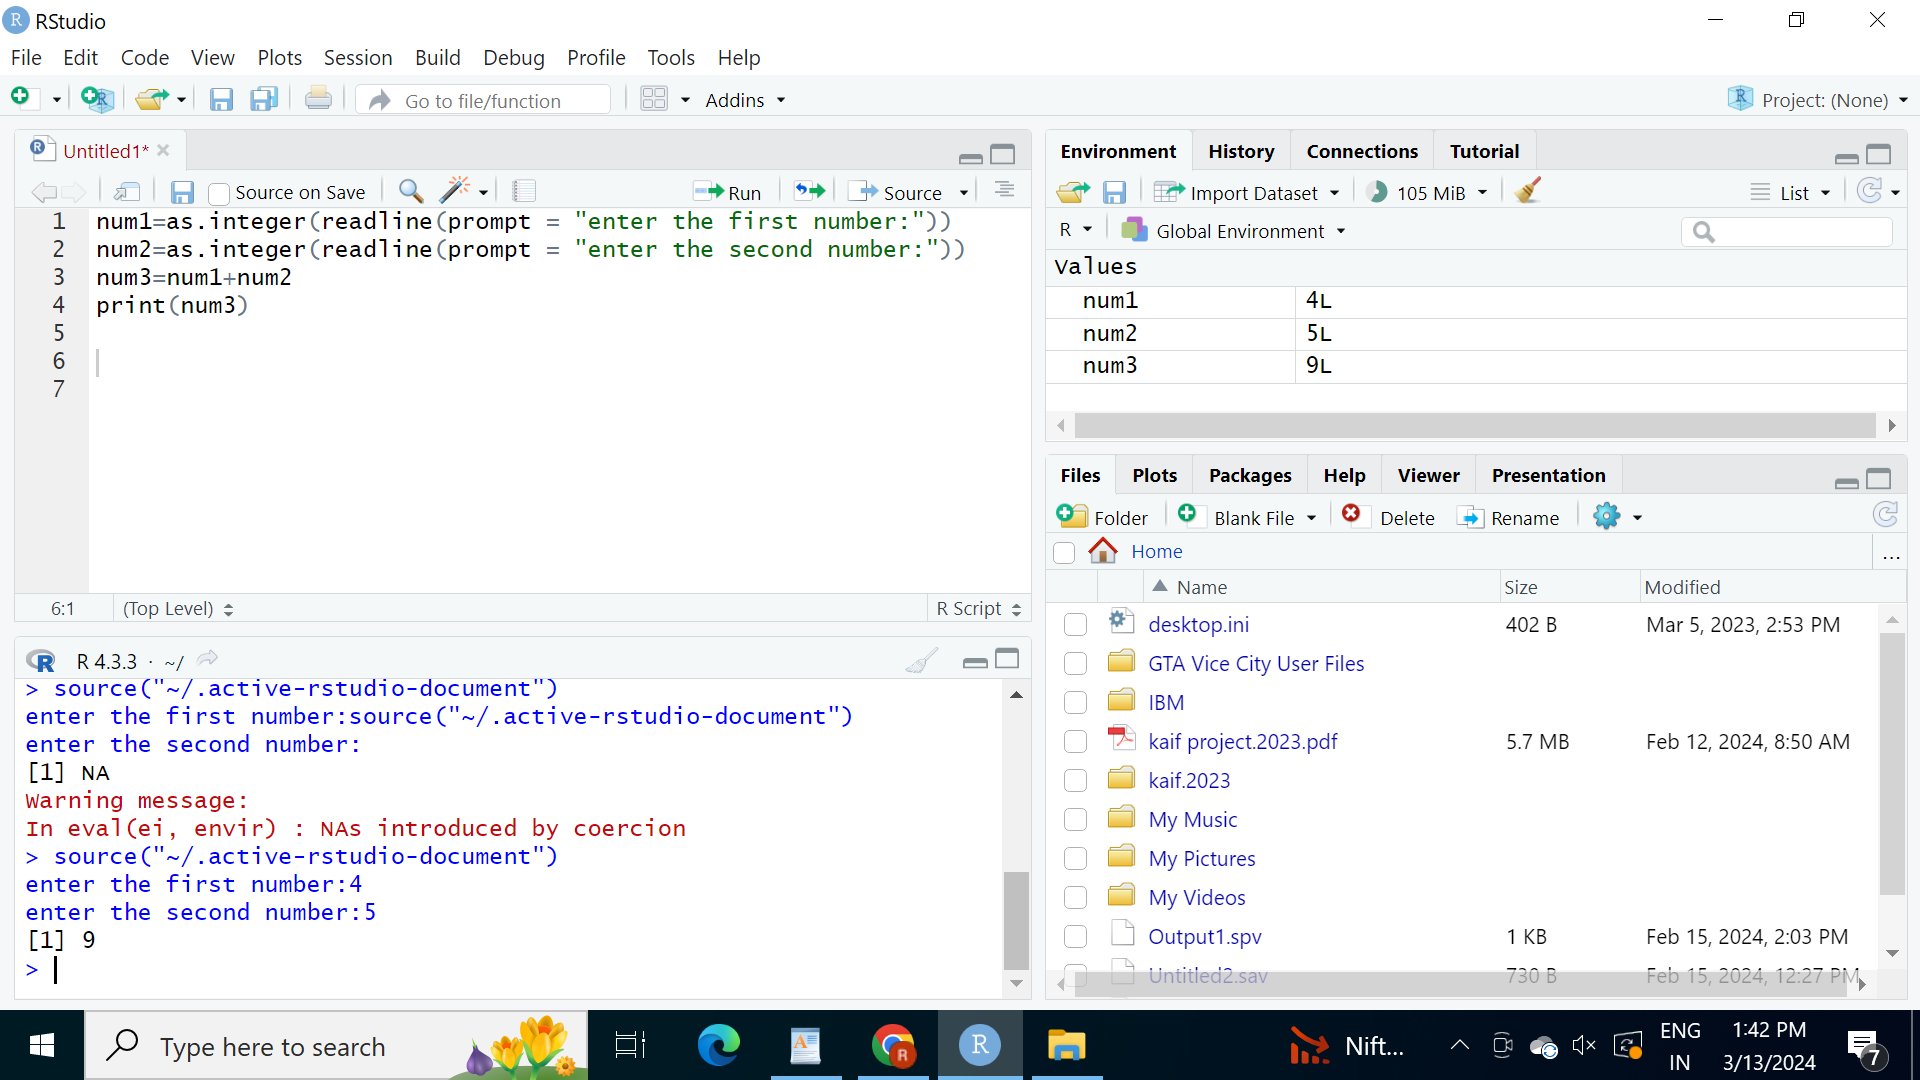 RStudio
File Edit Code View Plots Session Build Debug Profile Tools Help
Go to file/function Addins Project: (None)
Untitled1*
Source on Save Run Source
1 num1=as.integer(readline(prompt = "enter the first number:"))
2 num2=as.integer(readline(prompt = "enter the second number:"))
3 num3=num1+num2
4 print(num3)
5
6
7
6:1 (Top Level) R Script
R 4.3.3 · ~/
> source("~/.active-rstudio-document")
enter the first number:source("~/.active-rstudio-document")
enter the second number:
[1] NA
Warning message:
In eval(ei, envir) : NAs introduced by coercion
> source("~/.active-rstudio-document")
enter the first number:4
enter the second number:5
[1] 9
>
Environment History Connections Tutorial
Import Dataset 105 MiB List
R Global Environment
Values
num1 4L
num2 5L
num3 9L
Files Plots Packages Help Viewer Presentation
Folder Blank File Delete Rename
Home ...
Name Size Modified
desktop.ini 402 B Mar 5, 2023, 2:53 PM
GTA Vice City User Files
IBM
kaif project.2023.pdf 5.7 MB Feb 12, 2024, 8:50 AM
kaif.2023
My Music
My Pictures
My Videos
Output1.spv 1 KB Feb 15, 2024, 2:03 PM
Untitled2.sav 730 B Feb 15, 2024, 12:27 PM
Type here to search
Nift...
ENG
IN
1:42 PM
3/13/2024
7